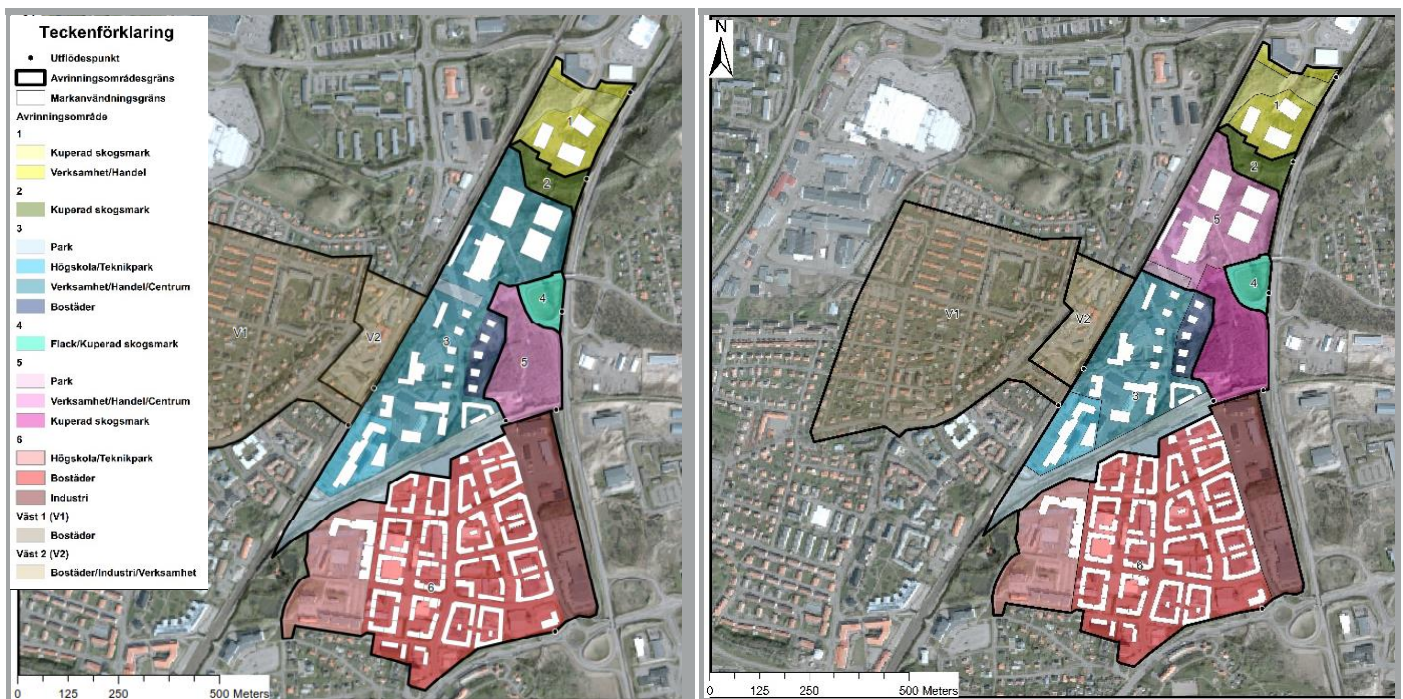 Teckenförklaring
Utflödespunkt
Avrinningsområdesgräns
Markanvändningsgräns
Avrinningsområde
1
Kuperad skogsmark
Verksamhet/Handel
2
Kuperad skogsmark
3
Park
Högskola/Teknikpark
Verksamhet/Handel/Centrum
Bostäder
4
Flack/Kuperad skogsmark
5
Park
Verksamhet/Handel/Centrum
Kuperad skogsmark
6
Högskola/Teknikpark
Bostäder
Industri
Väst 1 (V1)
Bostäder
Väst 2 (V2)
Bostäder/Industri/Verksamhet
1
2
4
V1
V2
3
5
6
0 125 250 500 Meters
N
1
2
5
4
V1
V2
3
6
0 125 250 500 Meters